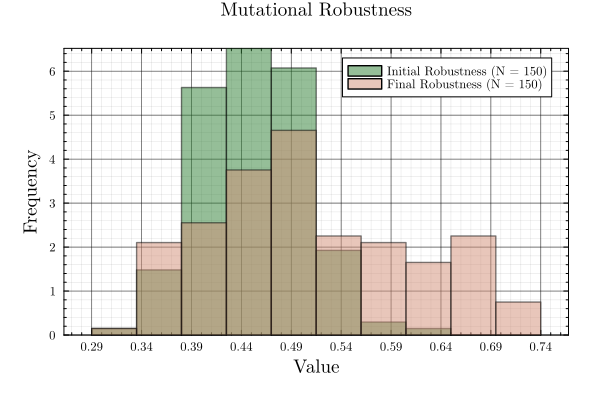 Mutational Robustness
Initial Robustness (N = 150)
Final Robustness (N = 150)
Frequency
6
5
4
3
2
1
0
0.29 0.34 0.39 0.44 0.49 0.54 0.59 0.64 0.69 0.74
Value